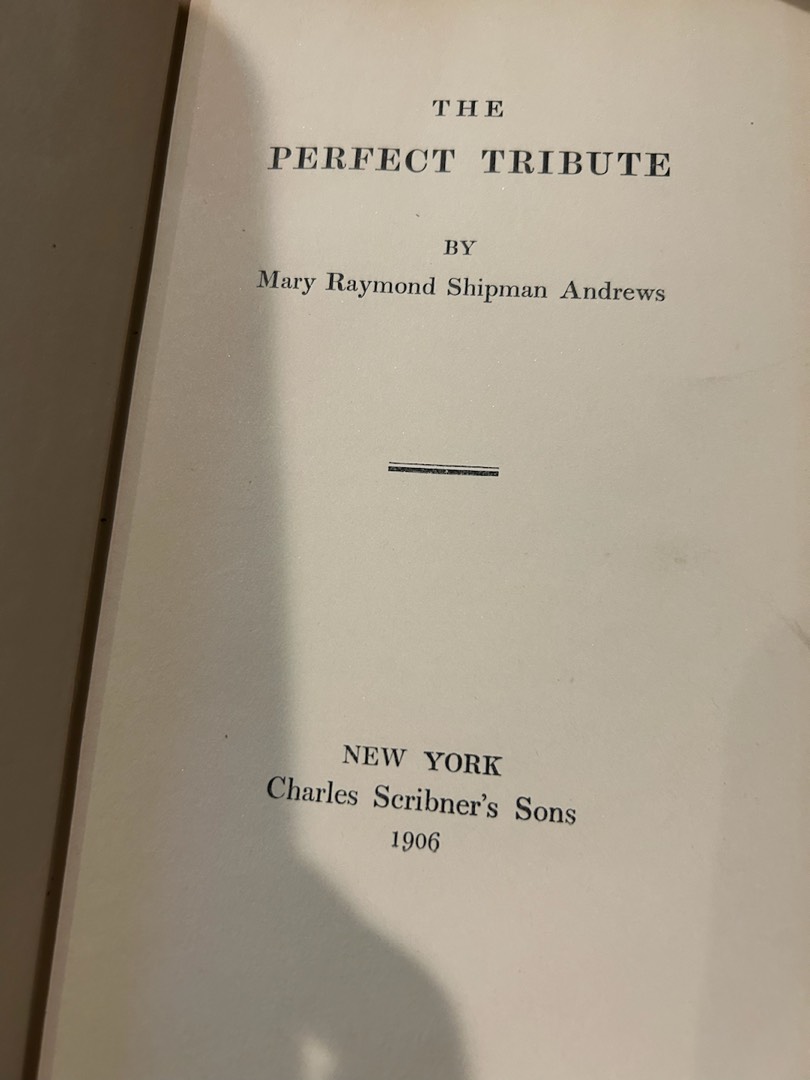 THE
PERFECT TRIBUTE
BY
Mary Raymond Shipman Andrews
NEW YORK
Charles Scribner's Sons
1906